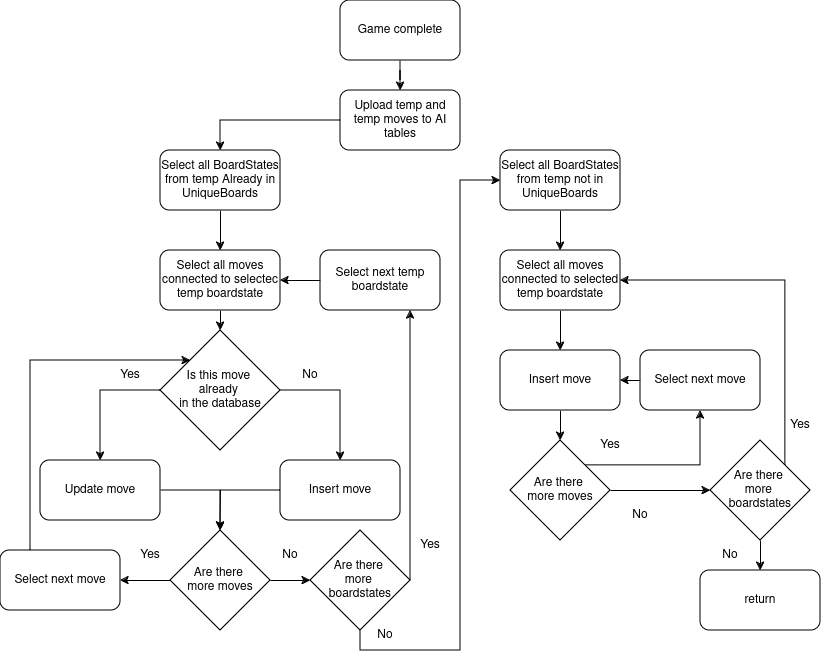 Game complete
Upload temp and
temp moves to AI
tables
Select all BoardStates
from temp Already in
UniqueBoards
Select all BoardStates
from temp not in
UniqueBoards
Select all moves
connected to selected
temp boardstate
Select next temp
boardstate
Select all moves
connected to selected
temp boardstate
Is this move
already
in the database
Yes
No
Insert move
Select next move
Update move
Insert move
Yes
Are there
more moves
No
Are there
more
boardstates
Yes
Select next move
Yes
Are there
more moves
No
Are there
more
boardstates
Yes
No
No
return